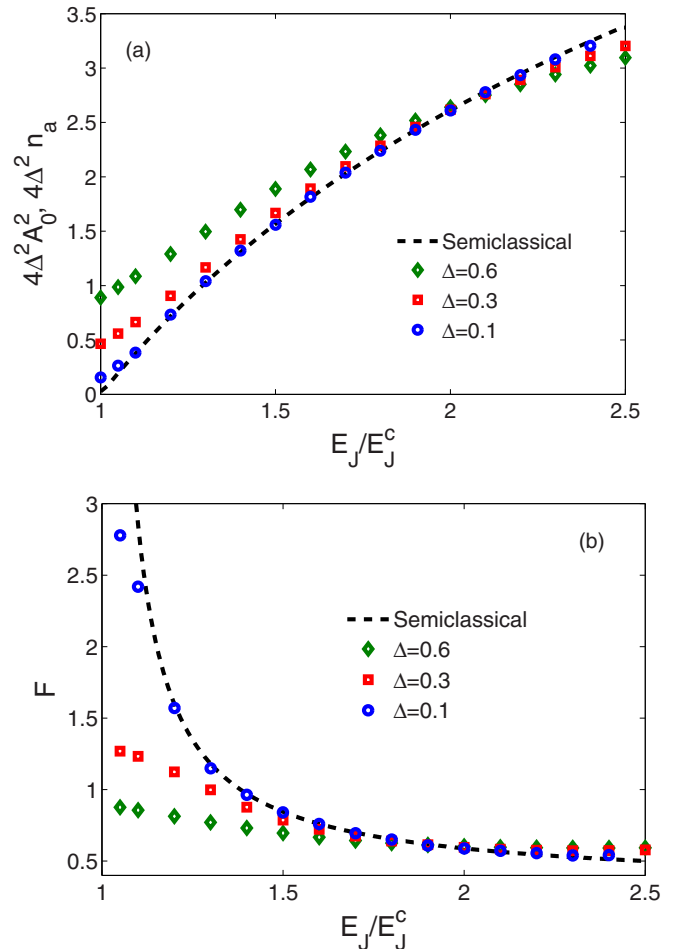 3.5
(a)
3
2.5
2
1.5
1
0.5
0
4Δ²A₀², 4Δ² nₐ
Semiclassical
Δ=0.6
Δ=0.3
Δ=0.1
1 1.5 2 2.5
E_J/E_J^c
3
(b)
2.5
2
1.5
1
0.5
F
Semiclassical
Δ=0.6
Δ=0.3
Δ=0.1
1 1.5 2 2.5
E_J/E_J^c